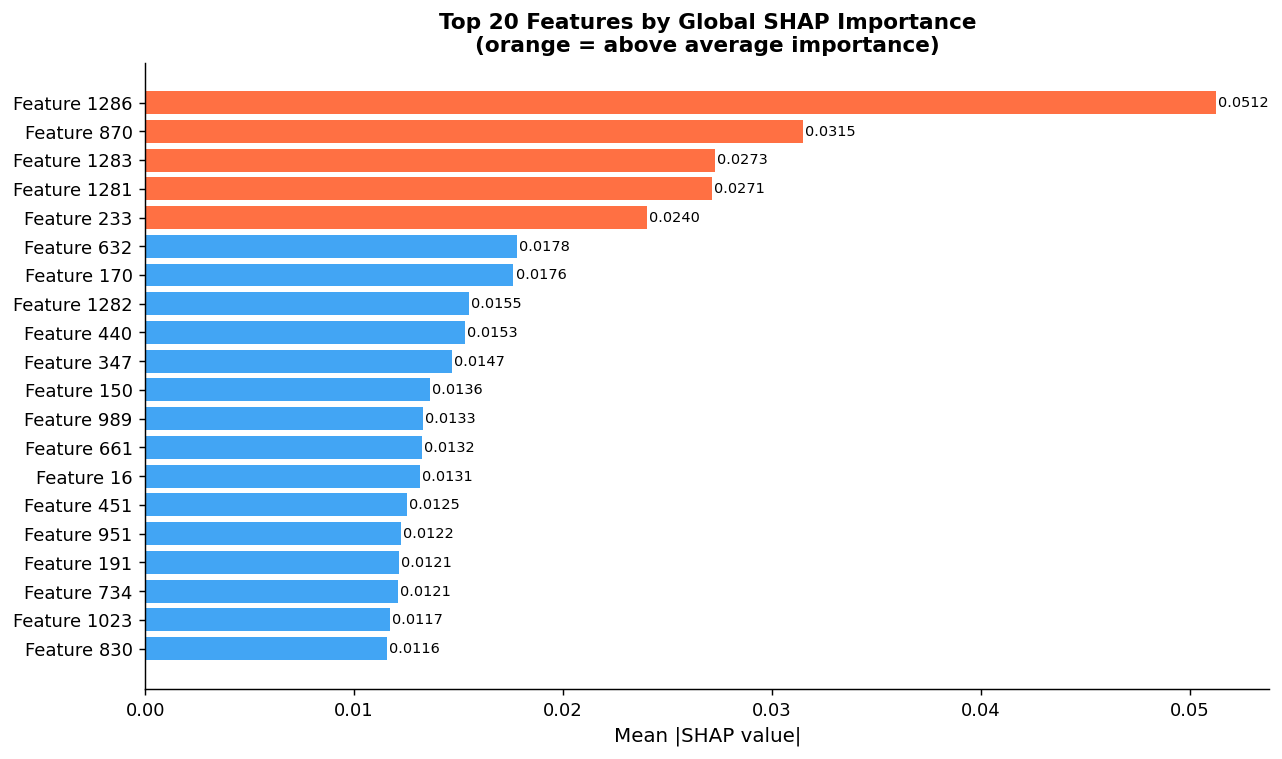 Top 20 Features by Global SHAP Importance
(orange = above average importance)
Feature 1286 0.0512
Feature 870 0.0315
Feature 1283 0.0273
Feature 1281 0.0271
Feature 233 0.0240
Feature 632 0.0178
Feature 170 0.0176
Feature 1282 0.0155
Feature 440 0.0153
Feature 347 0.0147
Feature 150 0.0136
Feature 989 0.0133
Feature 661 0.0132
Feature 16 0.0131
Feature 451 0.0125
Feature 951 0.0122
Feature 191 0.0121
Feature 734 0.0121
Feature 1023 0.0117
Feature 830 0.0116
0.00 0.01 0.02 0.03 0.04 0.05
Mean |SHAP value|